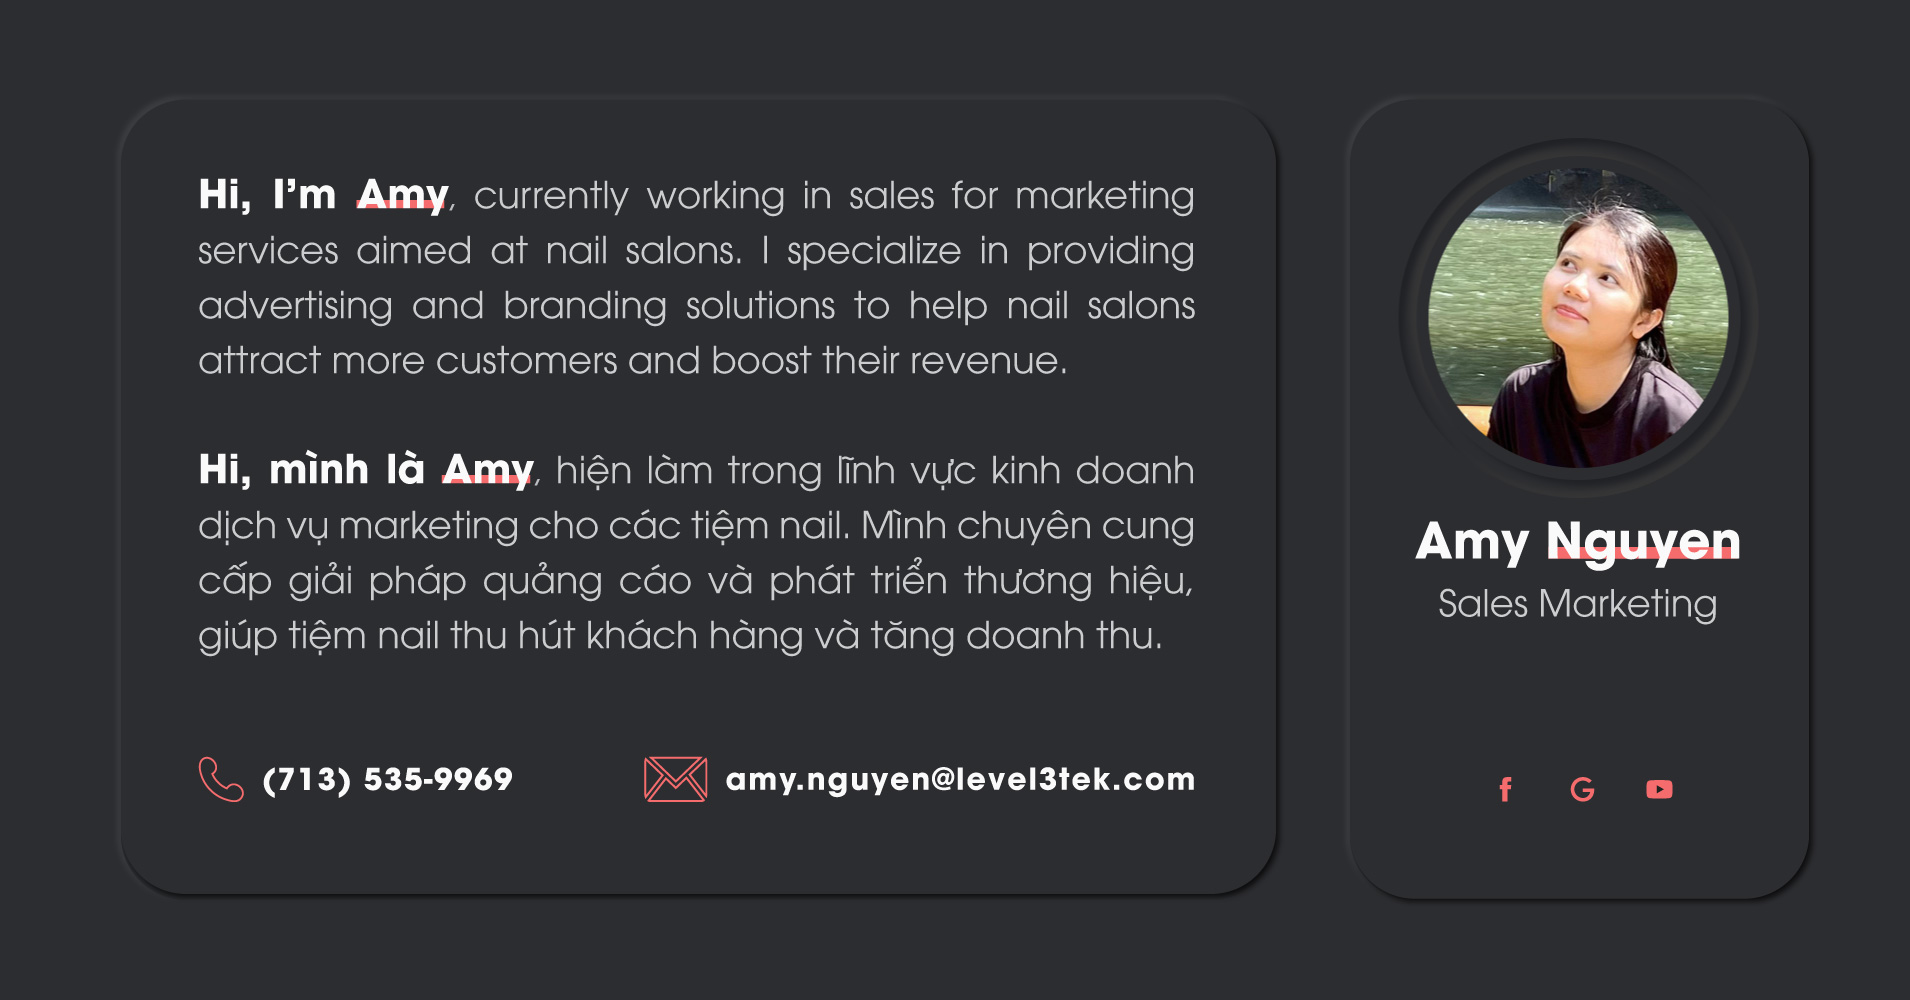 Hi, I’m Amy, currently working in sales for marketing
services aimed at nail salons. I specialize in providing
advertising and branding solutions to help nail salons
attract more customers and boost their revenue.
Hi, mình là Amy, hiện làm trong lĩnh vực kinh doanh
dịch vụ marketing cho các tiệm nail. Mình chuyên cung
cấp giải pháp quảng cáo và phát triển thương hiệu,
giúp tiệm nail thu hút khách hàng và tăng doanh thu.
(713) 535-9969
amy.nguyen@level3tek.com
Amy Nguyen
Sales Marketing